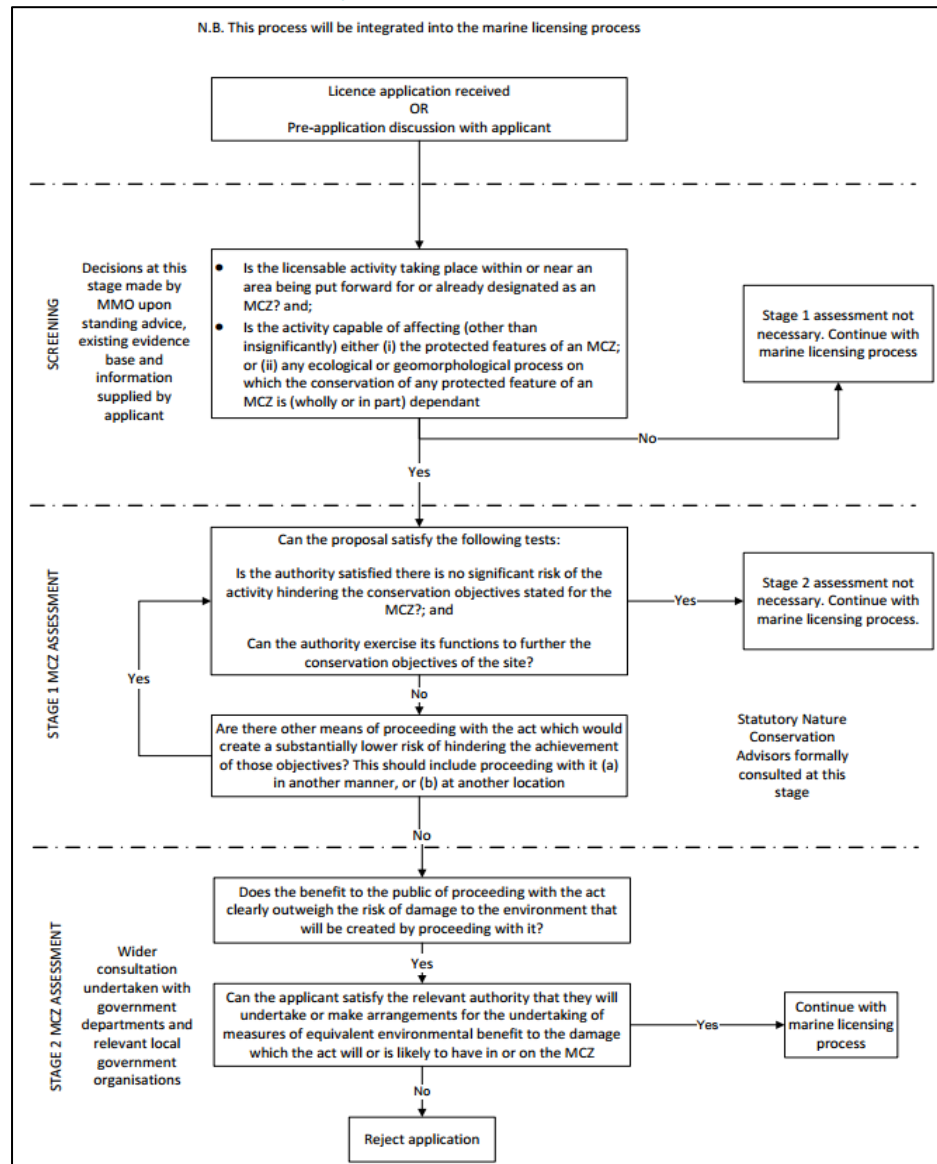 N.B. This process will be integrated into the marine licensing process
Licence application received
OR
Pre-application discussion with applicant
SCREENING
Decisions at this
stage made by
MMO upon
standing advice,
existing evidence
base and
information
supplied by
applicant
• Is the licensable activity taking place within or near an
area being put forward for or already designated as an
MCZ? and;
• Is the activity capable of affecting (other than
insignificantly) either (i) the protected features of an MCZ;
or (ii) any ecological or geomorphological process on
which the conservation of any protected feature of an
MCZ is (wholly or in part) dependant
Stage 1 assessment not
necessary. Continue with
marine licensing process
No
Yes
STAGE 1 MCZ ASSESSMENT
Can the proposal satisfy the following tests:
Is the authority satisfied there is no significant risk of the
activity hindering the conservation objectives stated for the
MCZ?; and
Can the authority exercise its functions to further the
conservation objectives of the site?
Yes
Stage 2 assessment not
necessary. Continue with
marine licensing process.
Yes
No
Are there other means of proceeding with the act which would
create a substantially lower risk of hindering the achievement
of those objectives? This should include proceeding with it (a)
in another manner, or (b) at another location
Statutory Nature
Conservation
Advisors formally
consulted at this
stage
No
STAGE 2 MCZ ASSESSMENT
Wider
consultation
undertaken with
government
departments and
relevant local
government
organisations
Does the benefit to the public of proceeding with the act
clearly outweigh the risk of damage to the environment that
will be created by proceeding with it?
Yes
Can the applicant satisfy the relevant authority that they will
undertake or make arrangements for the undertaking of
measures of equivalent environmental benefit to the damage
which the act will or is likely to have in or on the MCZ
Yes
Continue with
marine licensing
process
No
Reject application